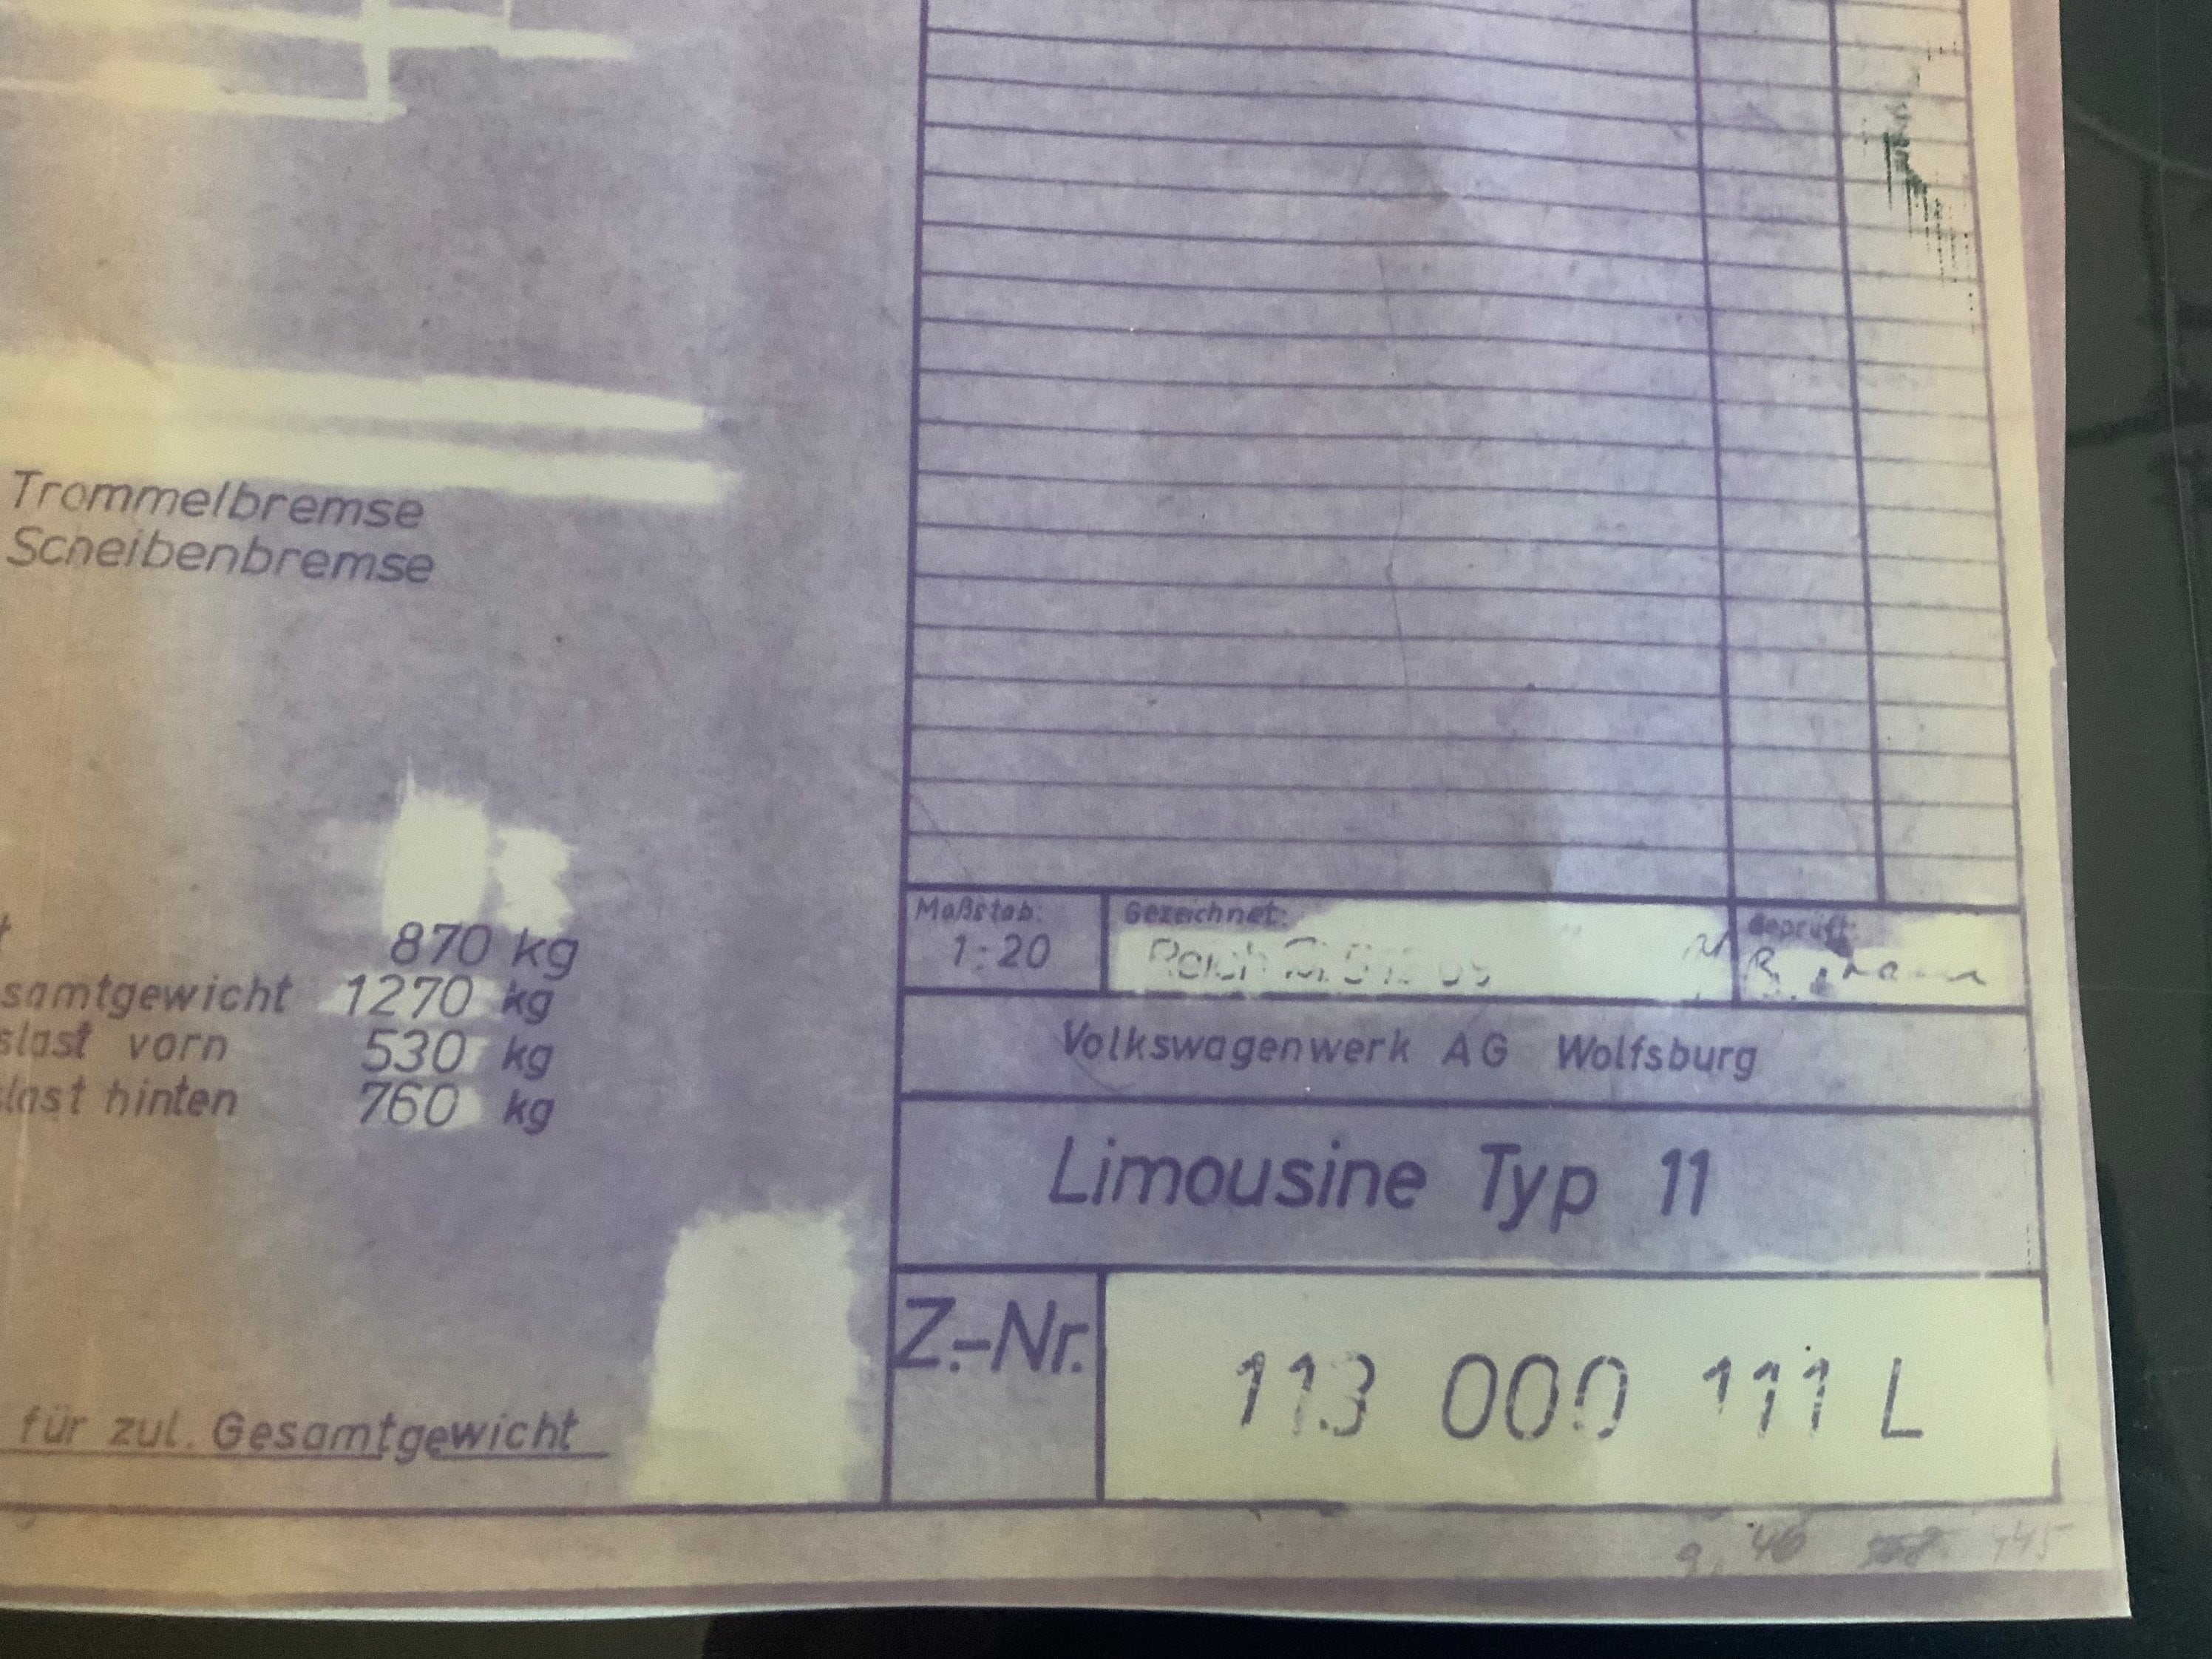 Trommelbremse
Scheibenbremse
870 kg
samtgewicht 1270 kg
slast vorn 530 kg
slast hinten 760 kg
für zul. Gesamtgewicht
Maßstab:
1:20
Gezeichnet:
Geprüft:
Volkswagenwerk AG Wolfsburg
Limousine Typ 11
Z.-Nr.
113 000 111 L